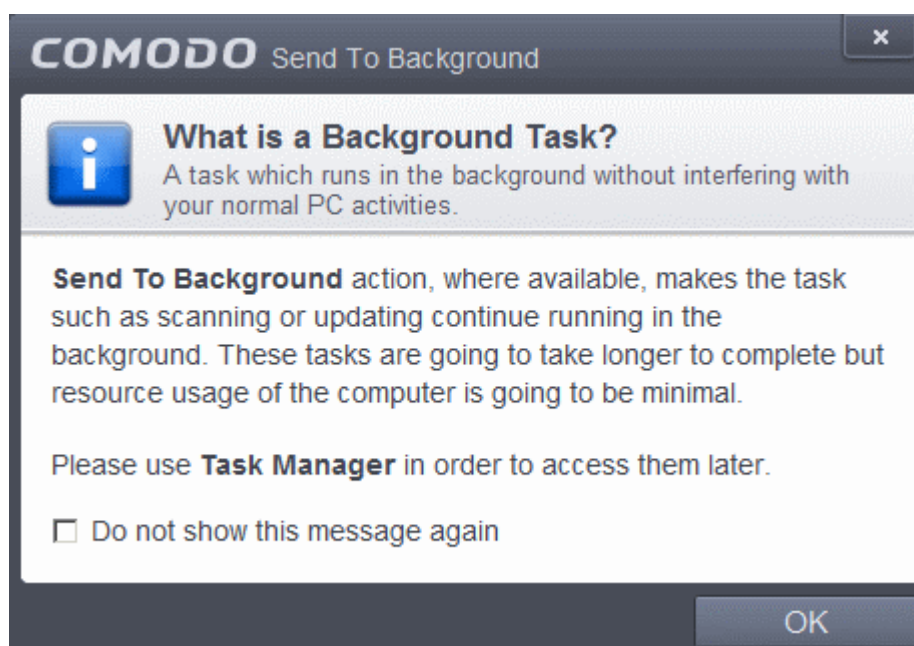 COMODO Send To Background
×
What is a Background Task?
A task which runs in the background without interfering with
your normal PC activities.
Send To Background action, where available, makes the task
such as scanning or updating continue running in the
background. These tasks are going to take longer to complete but
resource usage of the computer is going to be minimal.
Please use Task Manager in order to access them later.
Do not show this message again
OK